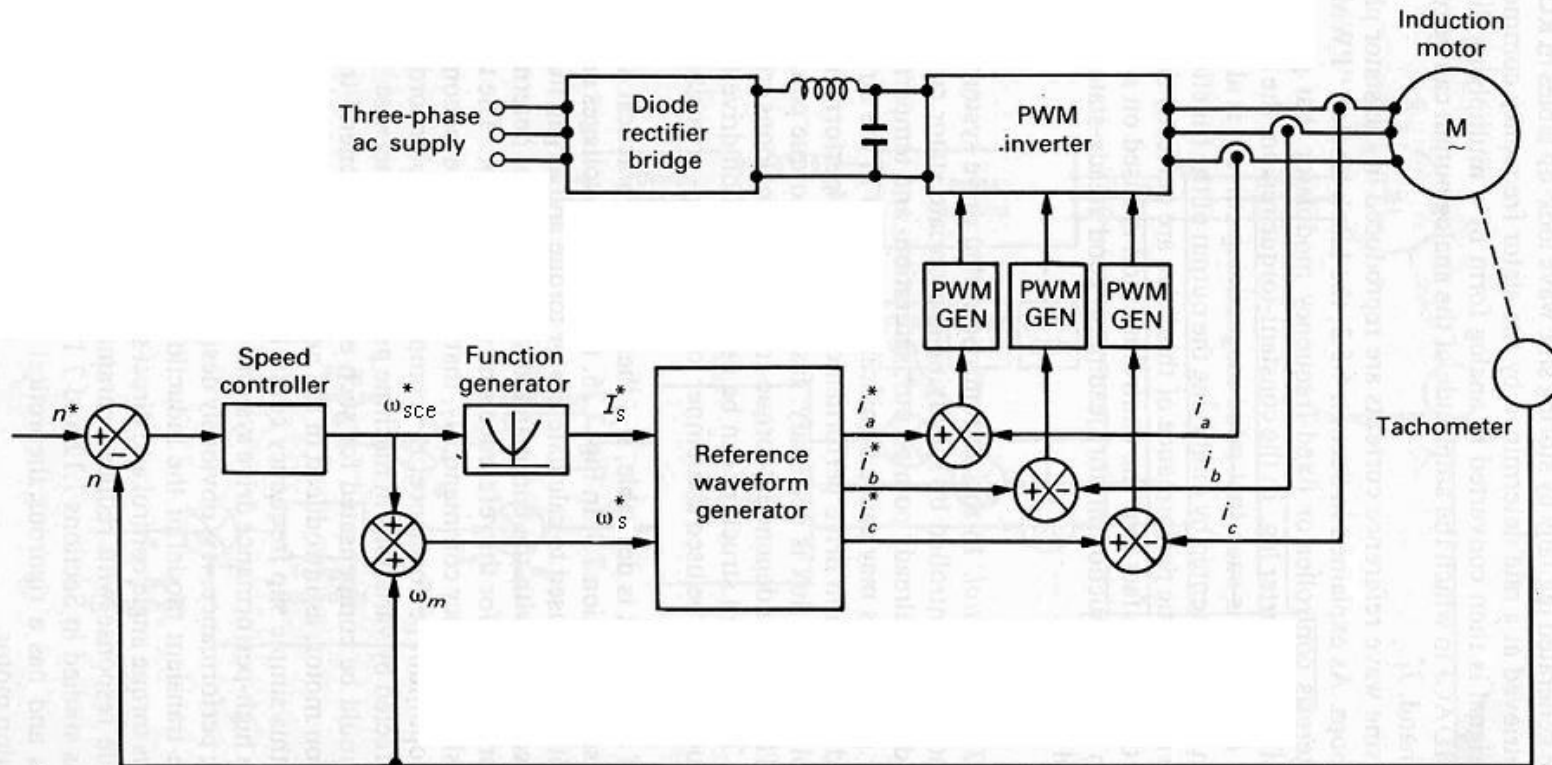 Induction
motor
Three-phase
ac supply
Diode
rectifier
bridge
PWM
.inverter
M
~
PWM
GEN
PWM
GEN
PWM
GEN
Speed
controller
Function
generator
n*
+
−
n
ω*sce
I*s
+
+
ω*s
ωm
Reference
waveform
generator
i*a
i*b
i*c
+ −
+ −
+ −
ia
ib
ic
Tachometer